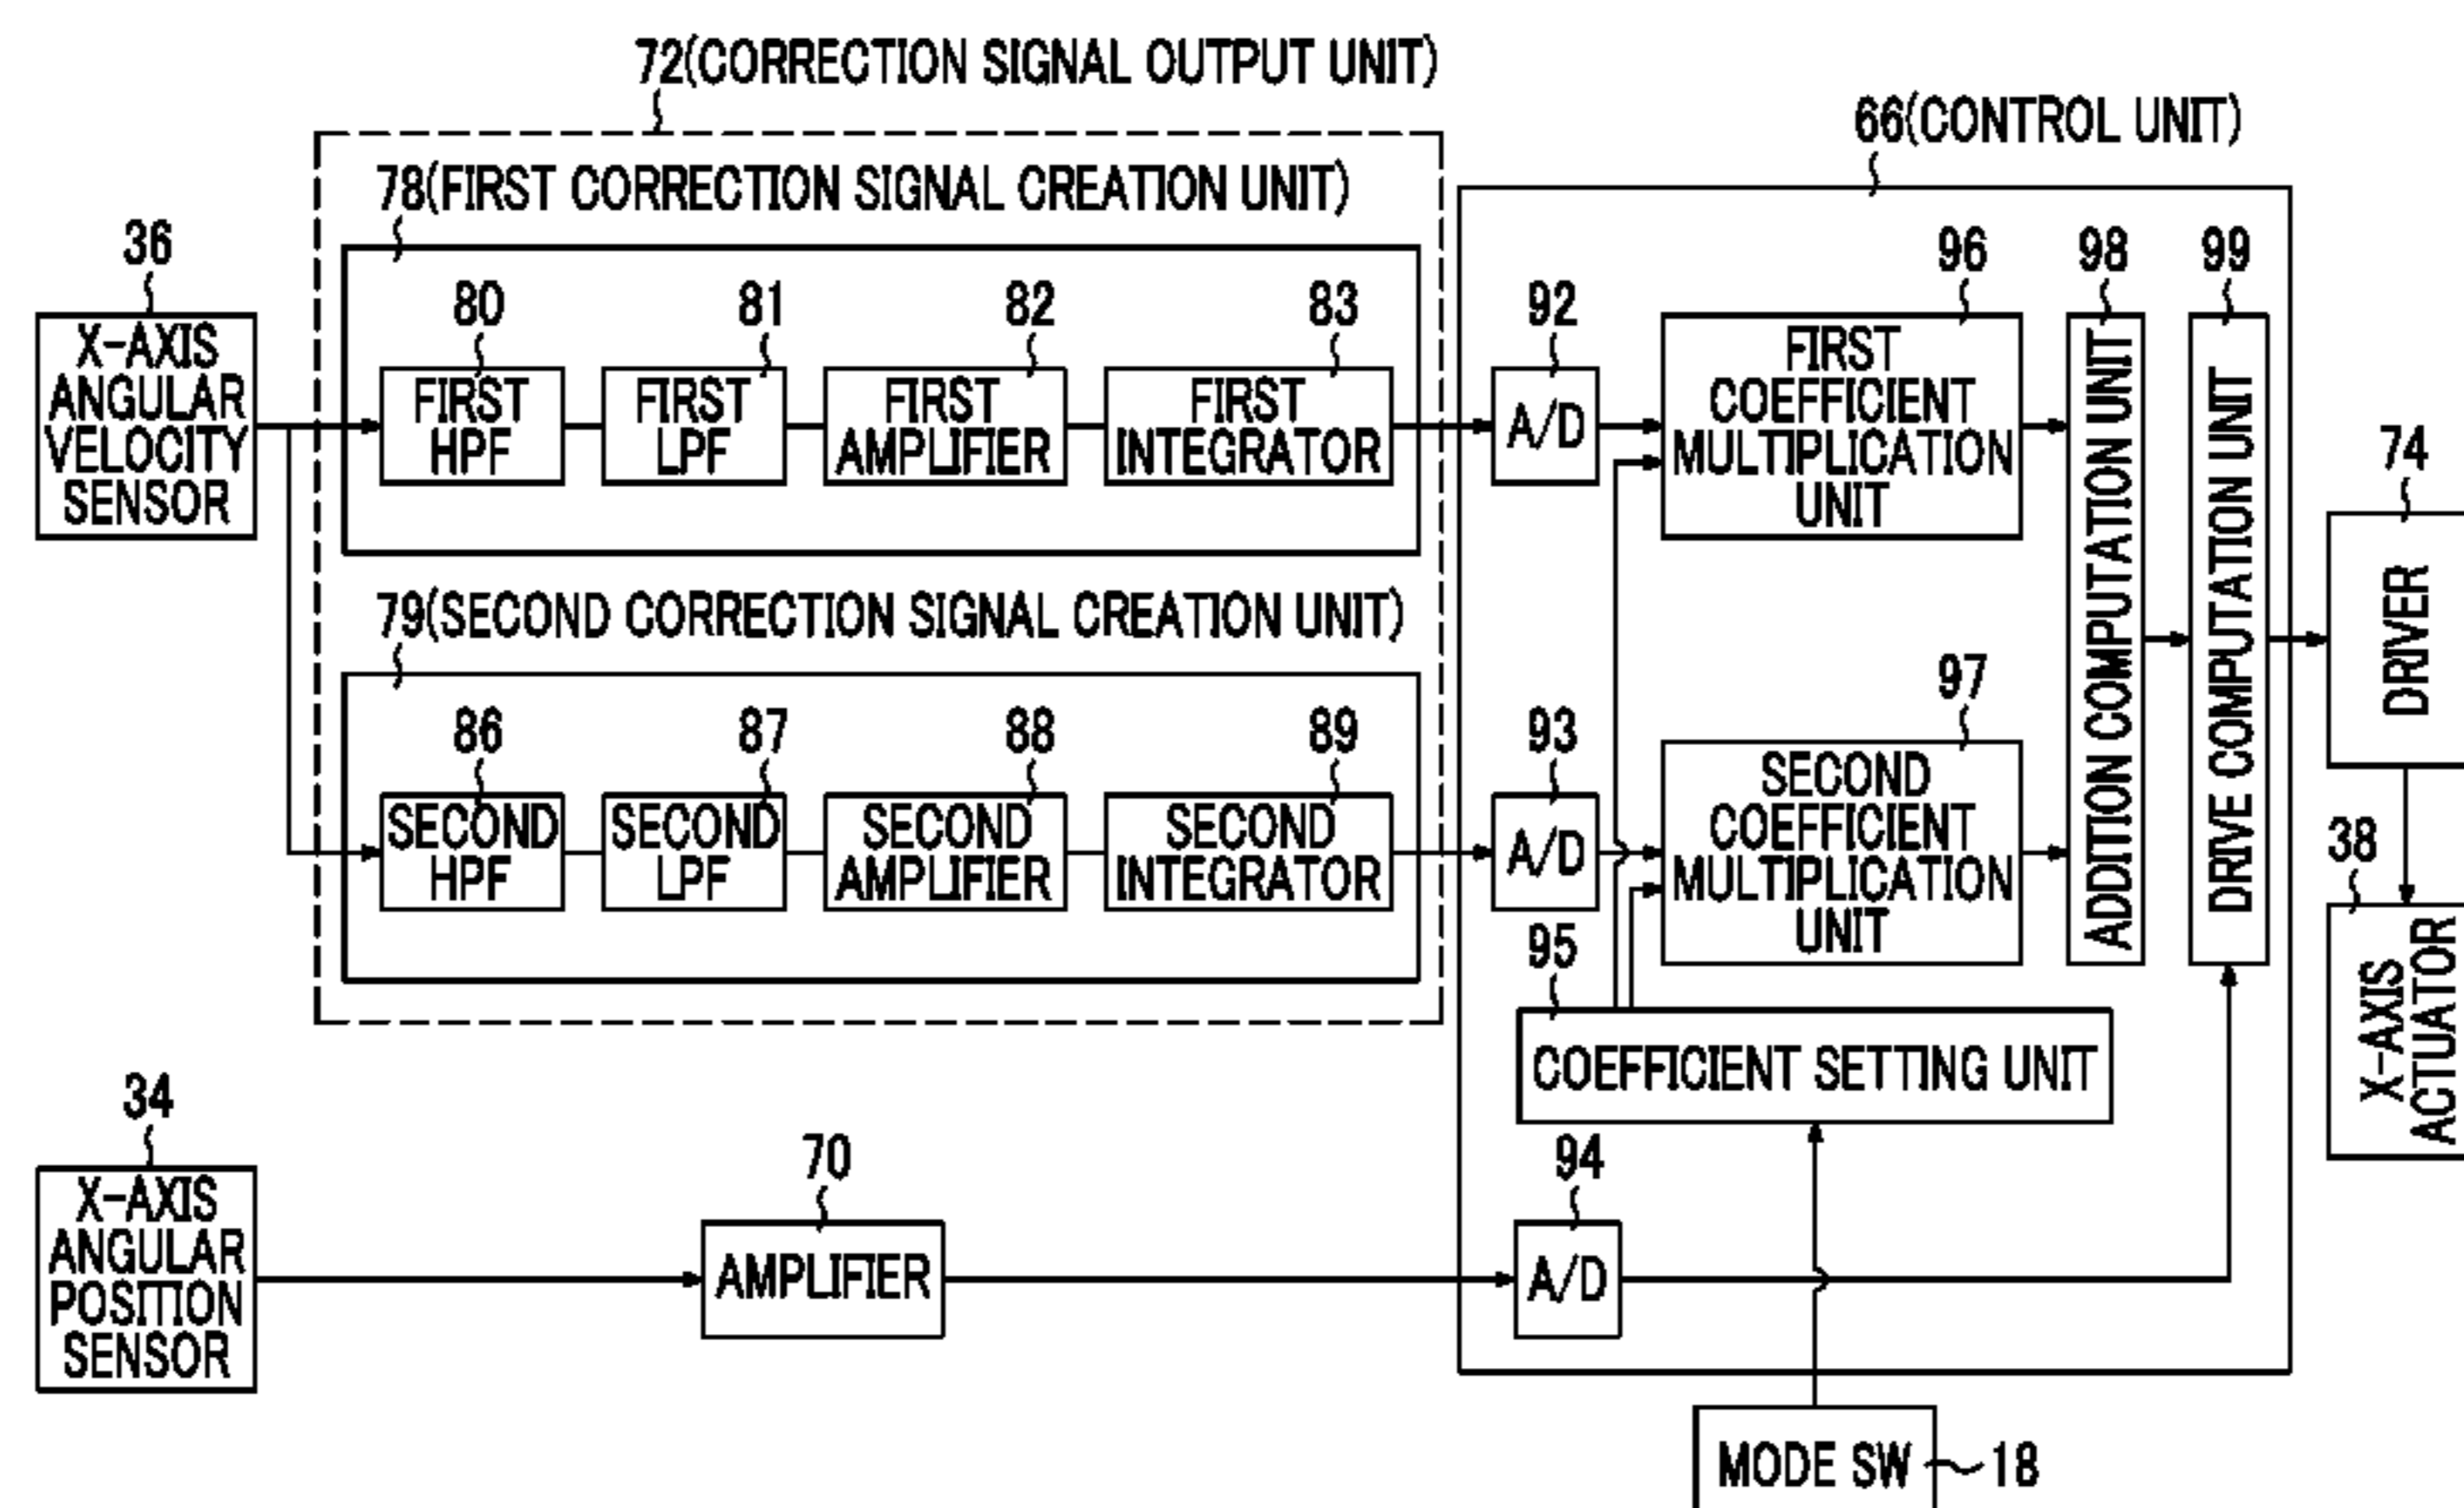 72(CORRECTION SIGNAL OUTPUT UNIT)
66(CONTROL UNIT)
78(FIRST CORRECTION SIGNAL CREATION UNIT)
36
X-AXIS
ANGULAR
VELOCITY
SENSOR
80
FIRST
HPF
81
FIRST
LPF
82
FIRST
AMPLIFIER
83
FIRST
INTEGRATOR
92
A/D
96
FIRST
COEFFICIENT
MULTIPLICATION
UNIT
98
ADDITION COMPUTATION UNIT
99
DRIVE COMPUTATION UNIT
74
DRIVER
79(SECOND CORRECTION SIGNAL CREATION UNIT)
86
SECOND
HPF
87
SECOND
LPF
88
SECOND
AMPLIFIER
89
SECOND
INTEGRATOR
93
A/D
97
SECOND
COEFFICIENT
MULTIPLICATION
UNIT
38
X-AXIS
ACTUATOR
95
COEFFICIENT SETTING UNIT
34
X-AXIS
ANGULAR
POSITION
SENSOR
70
AMPLIFIER
94
A/D
MODE SW
18